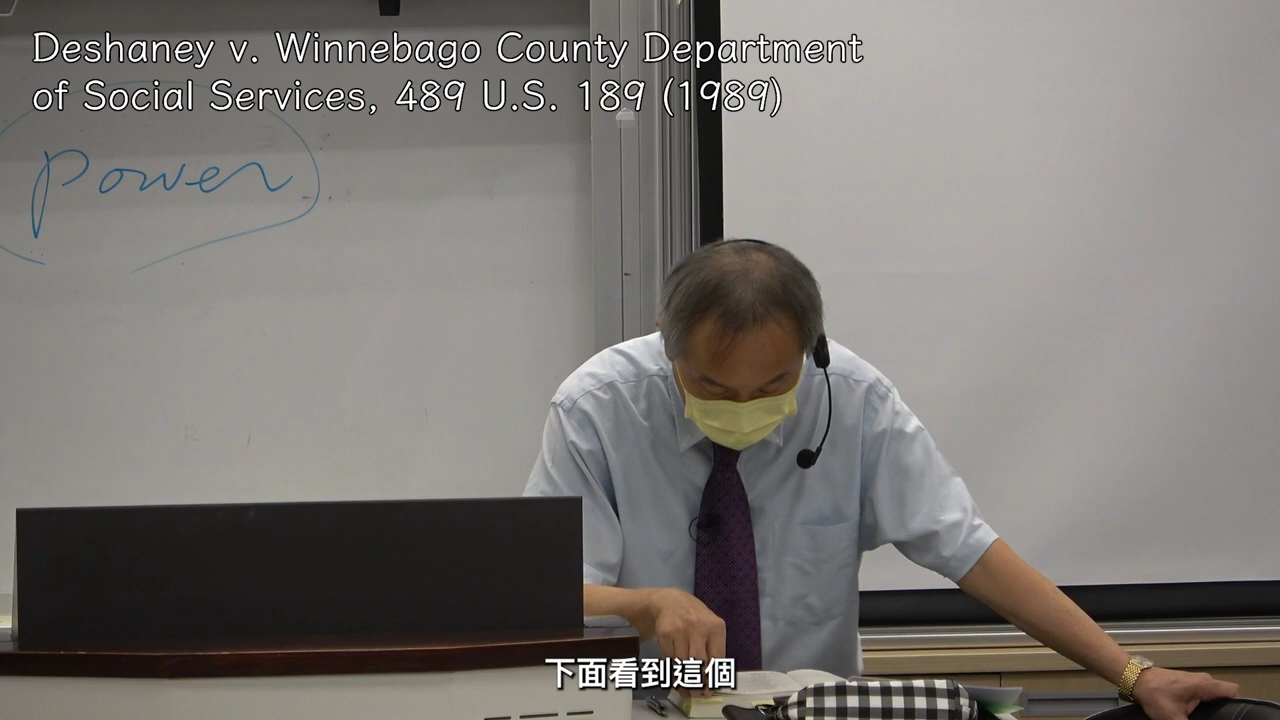 Deshaney v. Winnebago County Department
of Social Services, 489 U.S. 189 (1989)
power
下面看到這個